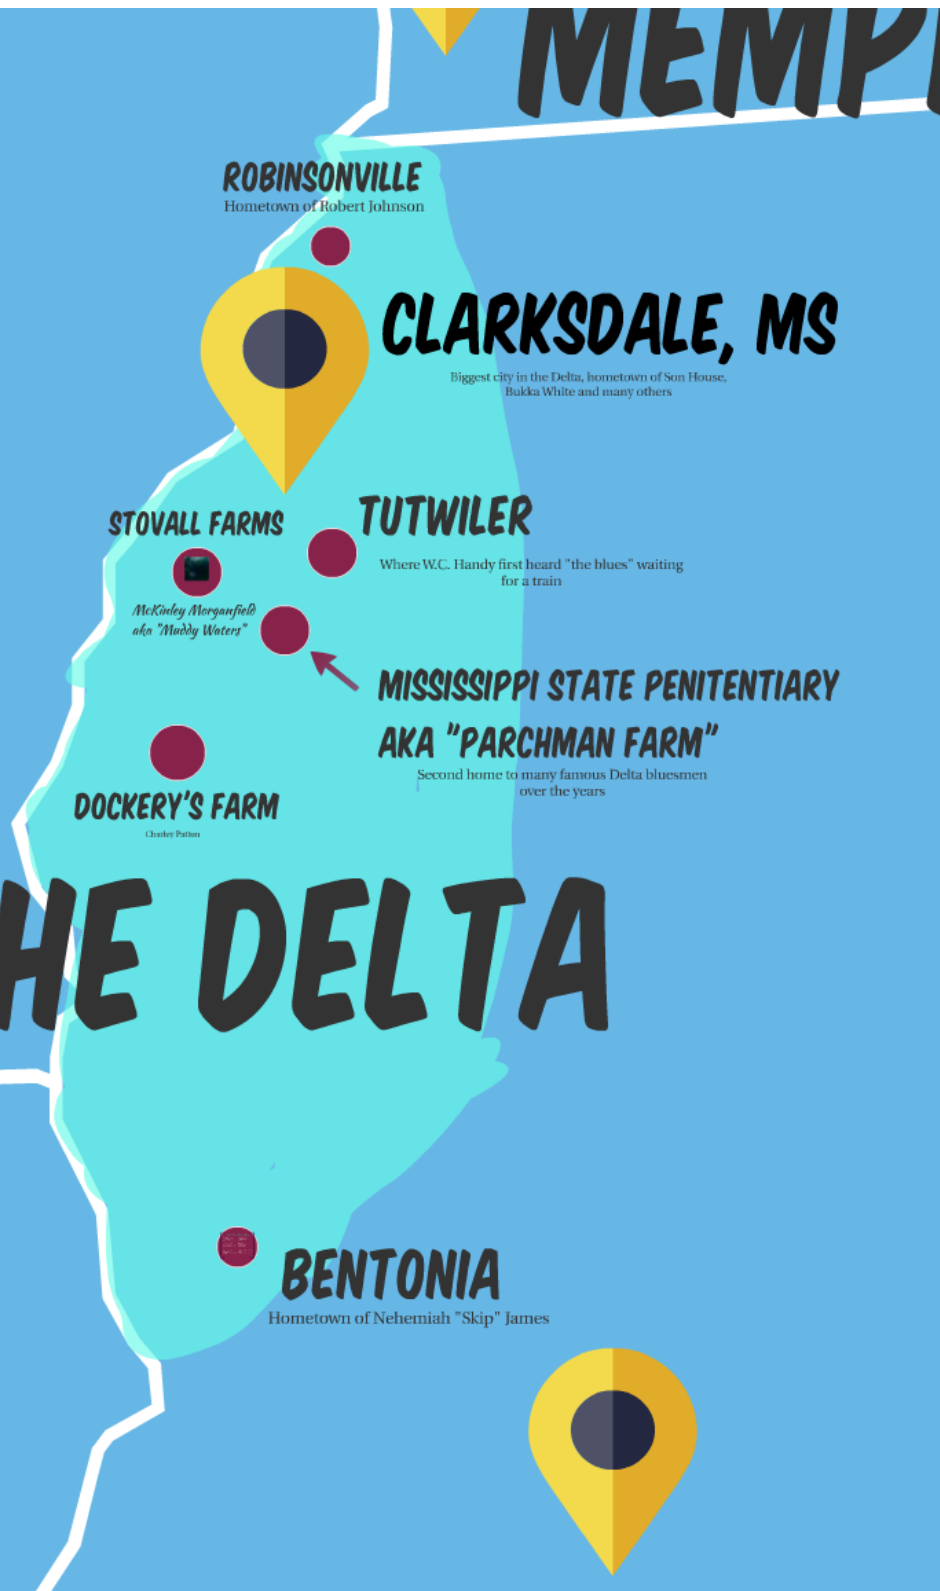 MEMP
ROBINSONVILLE
Hometown of Robert Johnson
CLARKSDALE, MS
Biggest city in the Delta, hometown of Son House,
Bukka White and many others
STOVALL FARMS
TUTWILER
Where W.C. Handy first heard "the blues" waiting
for a train
McKinley Morganfield
aka "Muddy Waters"
MISSISSIPPI STATE PENITENTIARY
AKA "PARCHMAN FARM"
Second home to many famous Delta bluesmen
over the years
DOCKERY'S FARM
Charley Patton
HE DELTA
BENTONIA
Hometown of Nehemiah "Skip" James